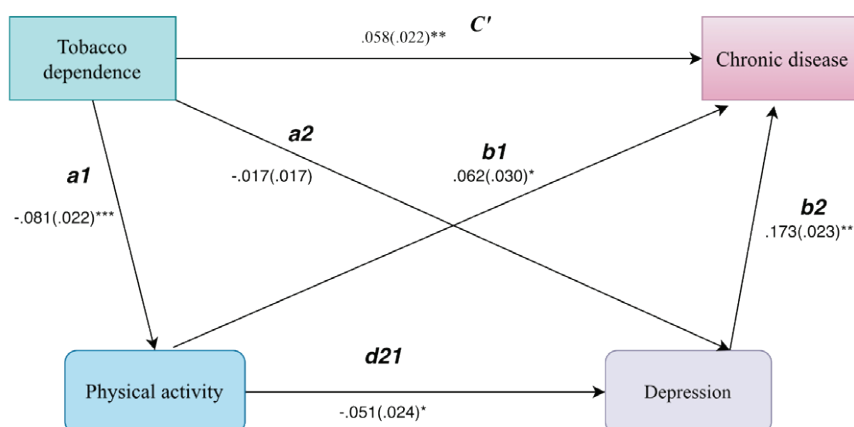 C'
.058(.022)**
Tobacco
dependence
Chronic disease
a2
-.017(.017)
b1
.062(.030)*
a1
-.081(.022)***
b2
.173(.023)**
d21
Physical activity
Depression
-.051(.024)*